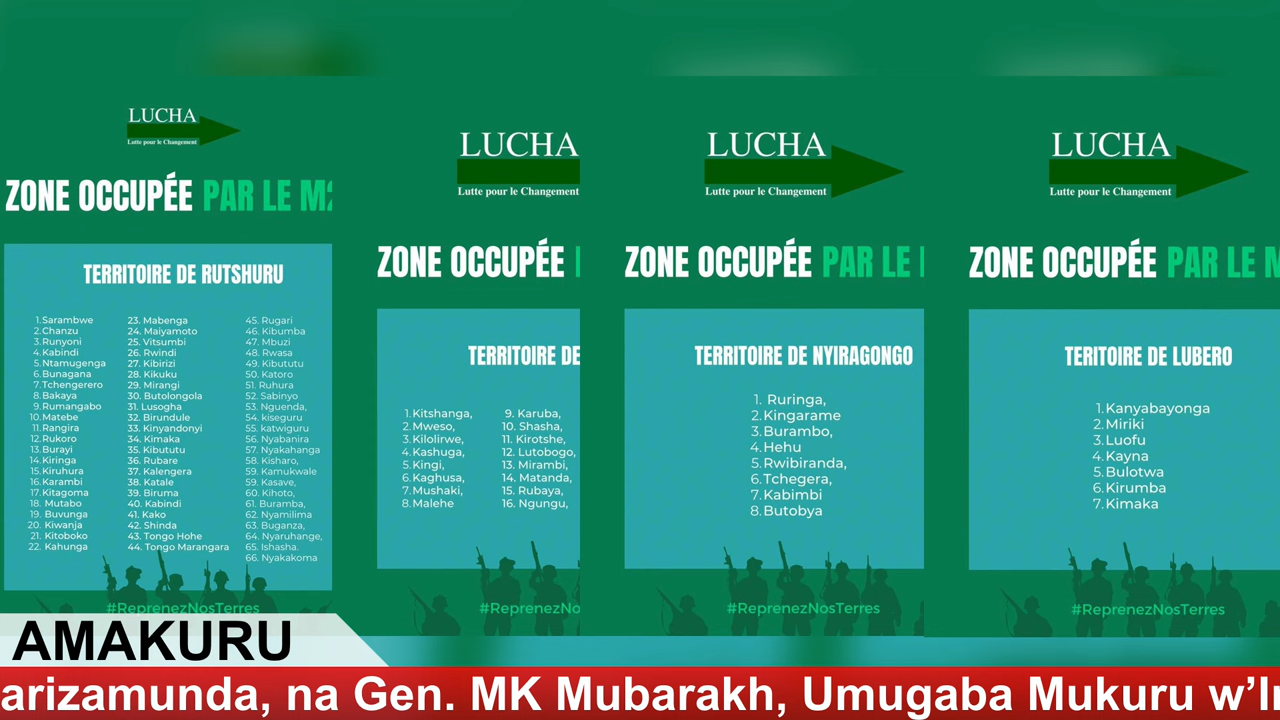 LUCHA
Lutte pour le Changement
ZONE OCCUPÉE PAR LE M2
TERRITOIRE DE RUTSHURU
1.Sarambwe
2.Chanzu
3.Runyoni
4.Kabindi
5.Ntamugenga
6.Bunagana
7.Tchengerero
8.Bakaya
9.Rumangabo
10.Matebe
11.Rangira
12.Rukoro
13.Burayi
14.Kiringa
15.Kiruhura
16.Karambi
17.Kitagoma
18. Mutabo
19. Buvunga
20. Kiwanja
21. Kitoboko
22. Kahunga
23. Mabenga
24. Maiyamoto
25. Vitsumbi
26. Rwindi
27. Kibirizi
28. Kikuku
29. Mirangi
30. Butolongola
31. Lusogha
32. Birundule
33. Kinyandonyi
34. Kimaka
35. Kibututu
36. Rubare
37. Kalengera
38. Katale
39. Biruma
40. Kabindi
41. Kako
42. Shinda
43. Tongo Hohe
44. Tongo Marangara
45. Rugari
46. Kibumba
47. Mbuzi
48. Rwasa
49. Kibututu
50. Katoro
51. Ruhura
52. Sabinyo
53. Nguenda,
54. kiseguru
55. katwiguru
56. Nyabanira
57. Nyakahanga
58. Kisharo,
59. Kamukwale
59. Kasave,
60. Kihoto,
61. Buramba,
62. Nyamilima
63. Buganza,
64. Nyaruhange,
65. Ishasha.
66. Nyakakoma
#ReprenezNosTerres
LUCHA
Lutte pour le Changement
ZONE OCCUPÉE
TERRITOIRE DE
1.Kitshanga,
2.Mweso,
3.Kilolirwe,
4.Kashuga,
5.Kingi,
6.Kaghusa,
7.Mushaki,
8.Malehe
9. Karuba,
10. Shasha,
11. Kirotshe,
12. Lutobogo,
13. Mirambi,
14. Matanda,
15. Rubaya,
16. Ngungu,
#ReprenezNo
LUCHA
Lutte pour le Changement
ZONE OCCUPÉE PAR LE
TERRITOIRE DE NYIRAGONGO
1. Ruringa,
2.Kingarame
3.Burambo,
4.Hehu
5.Rwibiranda,
6.Tchegera,
7.Kabimbi
8.Butobya
#ReprenezNosTerres
LUCHA
Lutte pour le Changement
ZONE OCCUPÉE PAR LE M
TERITOIRE DE LUBERO
1.Kanyabayonga
2.Miriki
3.Luofu
4.Kayna
5.Bulotwa
6.Kirumba
7.Kimaka
#ReprenezNosTerres
AMAKURU
arizamunda, na Gen. MK Mubarakh, Umugaba Mukuru w’I